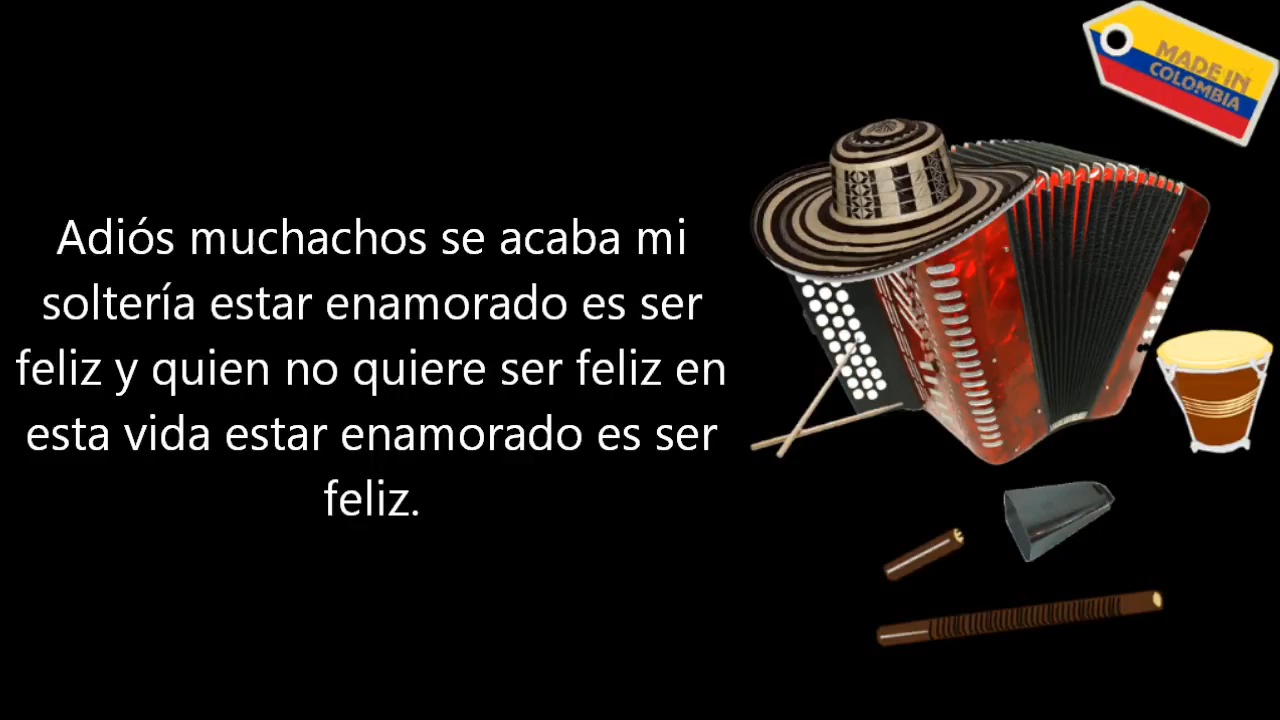 MADE IN
COLOMBIA
Adiós muchachos se acaba mi
soltería estar enamorado es ser
feliz y quien no quiere ser feliz en
esta vida estar enamorado es ser
feliz.